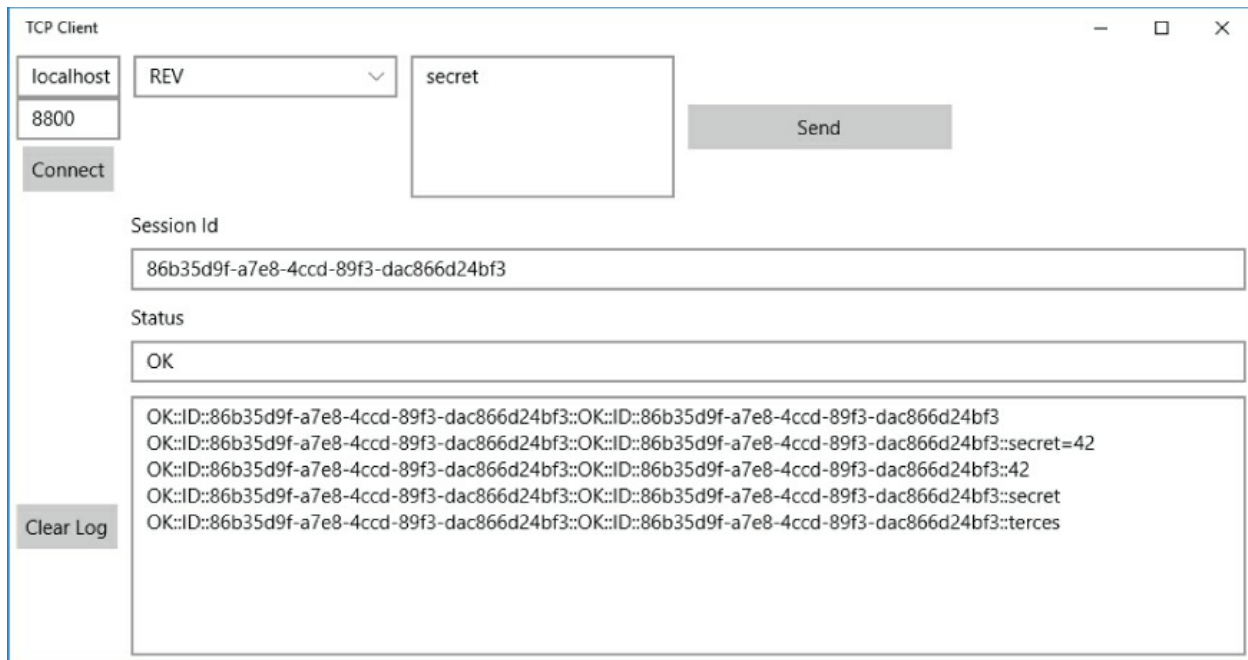 TCP Client
localhost
REV
secret
8800
Send
Connect
Session Id
86b35d9f-a7e8-4ccd-89f3-dac866d24bf3
Status
OK
OK::ID::86b35d9f-a7e8-4ccd-89f3-dac866d24bf3::OK::ID::86b35d9f-a7e8-4ccd-89f3-dac866d24bf3
OK::ID::86b35d9f-a7e8-4ccd-89f3-dac866d24bf3::OK::ID::86b35d9f-a7e8-4ccd-89f3-dac866d24bf3::secret=42
OK::ID::86b35d9f-a7e8-4ccd-89f3-dac866d24bf3::OK::ID::86b35d9f-a7e8-4ccd-89f3-dac866d24bf3::42
OK::ID::86b35d9f-a7e8-4ccd-89f3-dac866d24bf3::OK::ID::86b35d9f-a7e8-4ccd-89f3-dac866d24bf3::secret
OK::ID::86b35d9f-a7e8-4ccd-89f3-dac866d24bf3::OK::ID::86b35d9f-a7e8-4ccd-89f3-dac866d24bf3::terces
Clear Log